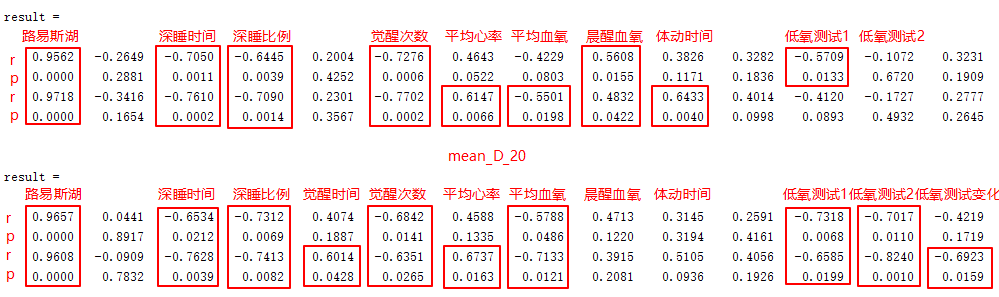 result =
路易斯湖 深睡时间 深睡比例 觉醒次数 平均心率 平均血氧 晨醒血氧 体动时间 低氧测试1 低氧测试2
r 0.9562 -0.2649 -0.7050 -0.6445 0.2004 -0.7276 0.4643 -0.4229 0.5608 0.3826 0.3282 -0.5709 -0.1072 0.3231
p 0.0000 0.2881 0.0011 0.0039 0.4252 0.0006 0.0522 0.0803 0.0155 0.1171 0.1836 0.0133 0.6720 0.1909
r 0.9718 -0.3416 -0.7610 -0.7090 0.2301 -0.7702 0.6147 -0.5501 0.4832 0.6433 0.4014 -0.4120 -0.1727 0.2777
p 0.0000 0.1654 0.0002 0.0014 0.3567 0.0002 0.0066 0.0198 0.0422 0.0040 0.0998 0.0893 0.4932 0.2645
mean_D_20
result =
路易斯湖 深睡时间 深睡比例 觉醒时间 觉醒次数 平均心率 平均血氧 晨醒血氧 体动时间 低氧测试1 低氧测试2 低氧测试变化
r 0.9657 0.0441 -0.6534 -0.7312 0.4074 -0.6842 0.4588 -0.5788 0.4713 0.3145 0.2591 -0.7318 -0.7017 -0.4219
p 0.0000 0.8917 0.0212 0.0069 0.1887 0.0141 0.1335 0.0486 0.1220 0.3194 0.4161 0.0068 0.0110 0.1719
r 0.9608 -0.0909 -0.7628 -0.7413 0.6014 -0.6351 0.6737 -0.7133 0.3915 0.5105 0.4056 -0.6585 -0.8240 -0.6923
p 0.0000 0.7832 0.0039 0.0082 0.0428 0.0265 0.0163 0.0121 0.2081 0.0936 0.1926 0.0199 0.0010 0.0159